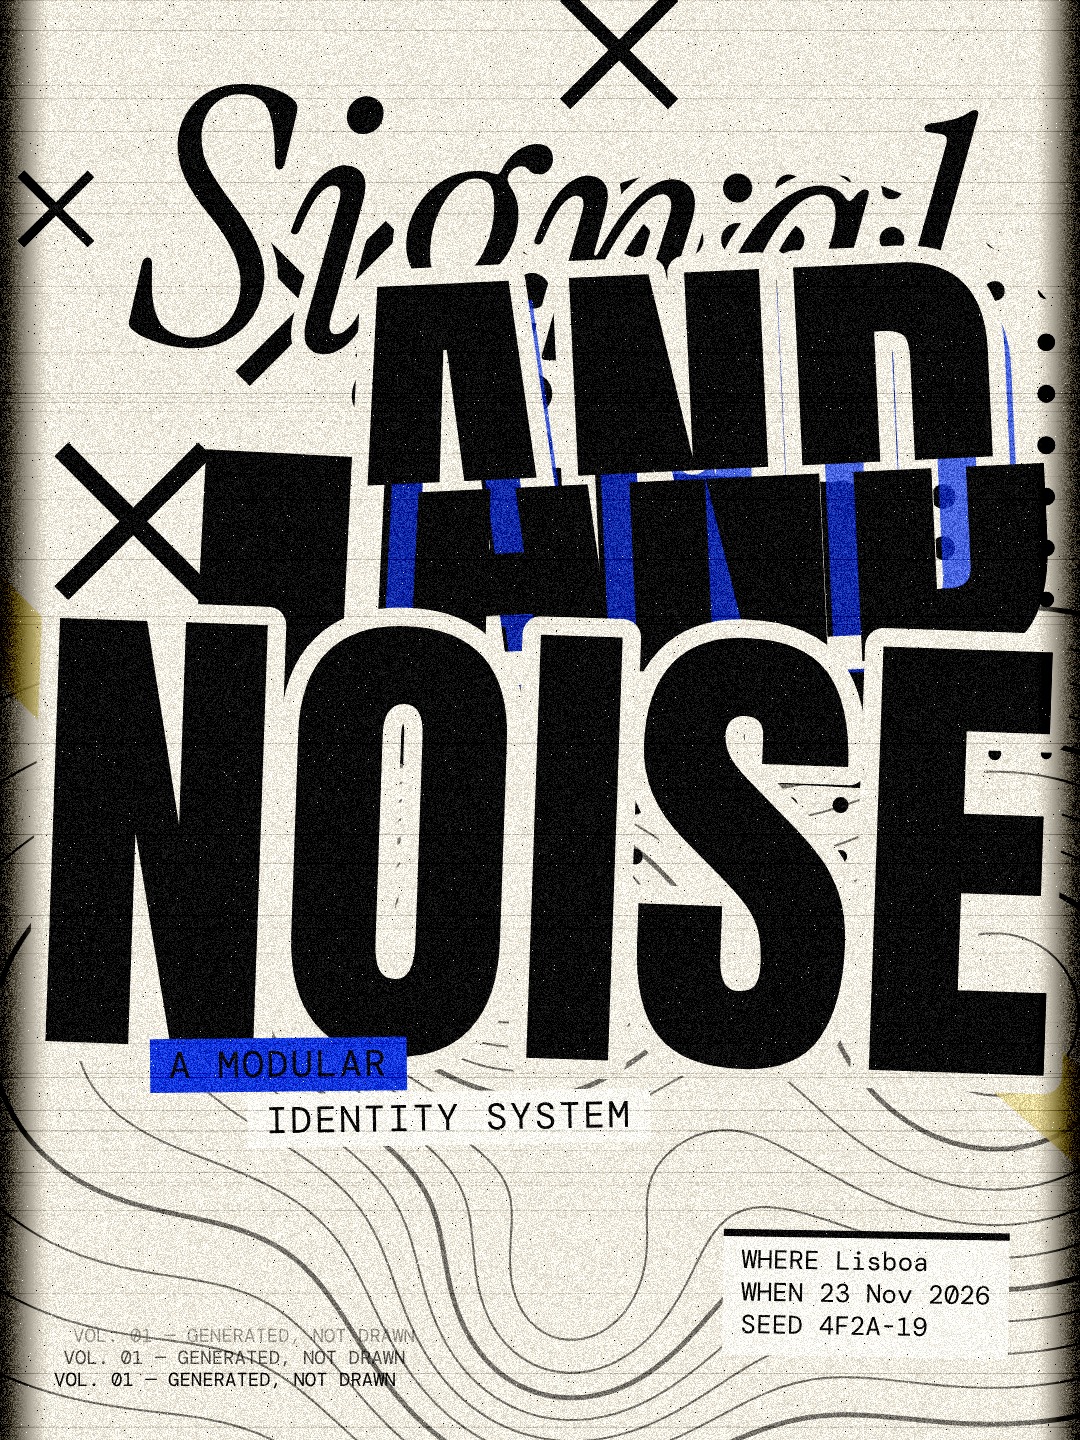 Signal
AND
AND
NOISE
A MODULAR
IDENTITY SYSTEM
WHERE Lisboa
WHEN 23 Nov 2026
SEED 4F2A-19
VOL. 01 — GENERATED, NOT DRAWN
VOL. 01 — GENERATED, NOT DRAWN
VOL. 01 — GENERATED, NOT DRAWN